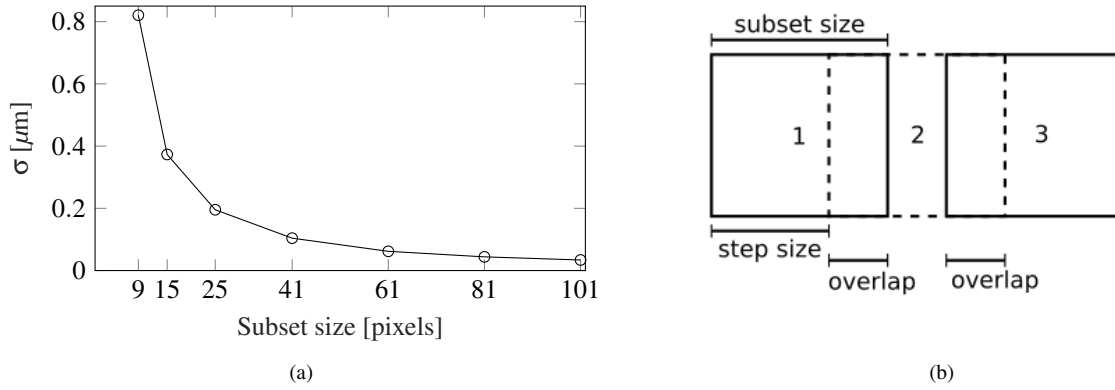 0.8
0.6
0.4
0.2
0
σ [μm]
9 15 25 41 61 81 101
Subset size [pixels]
(a)
subset size
1 2 3
step size
overlap overlap
(b)